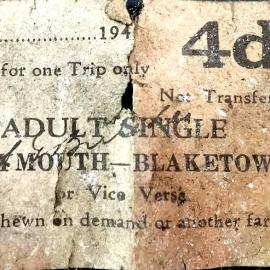 194
4d
for one Trip only
Not Transfer
ADULT SINGLE
MOUTH—BLAKETOW
or Vice Versa
hewn on demand or another far